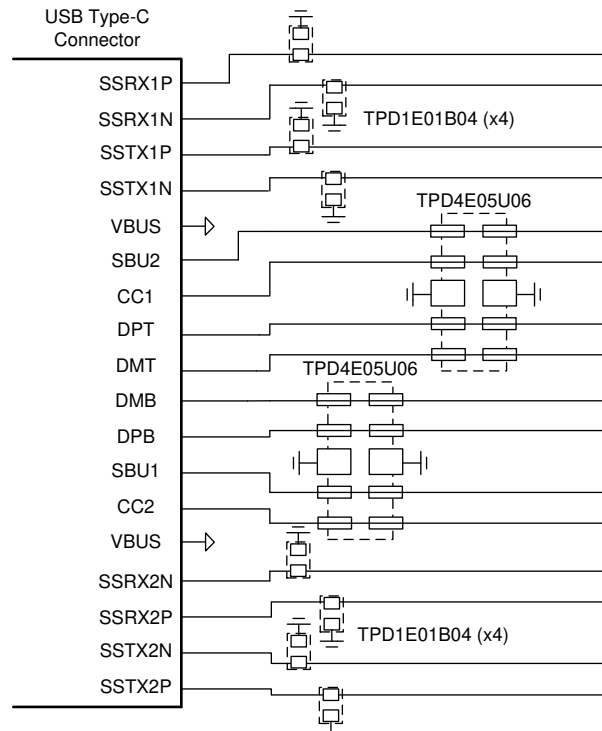 USB Type-C
Connector
SSRX1P
SSRX1N
TPD1E01B04 (x4)
SSTX1P
SSTX1N
TPD4E05U06
VBUS
SBU2
CC1
DPT
DMT
TPD4E05U06
DMB
DPB
SBU1
CC2
VBUS
SSRX2N
SSRX2P
TPD1E01B04 (x4)
SSTX2N
SSTX2P